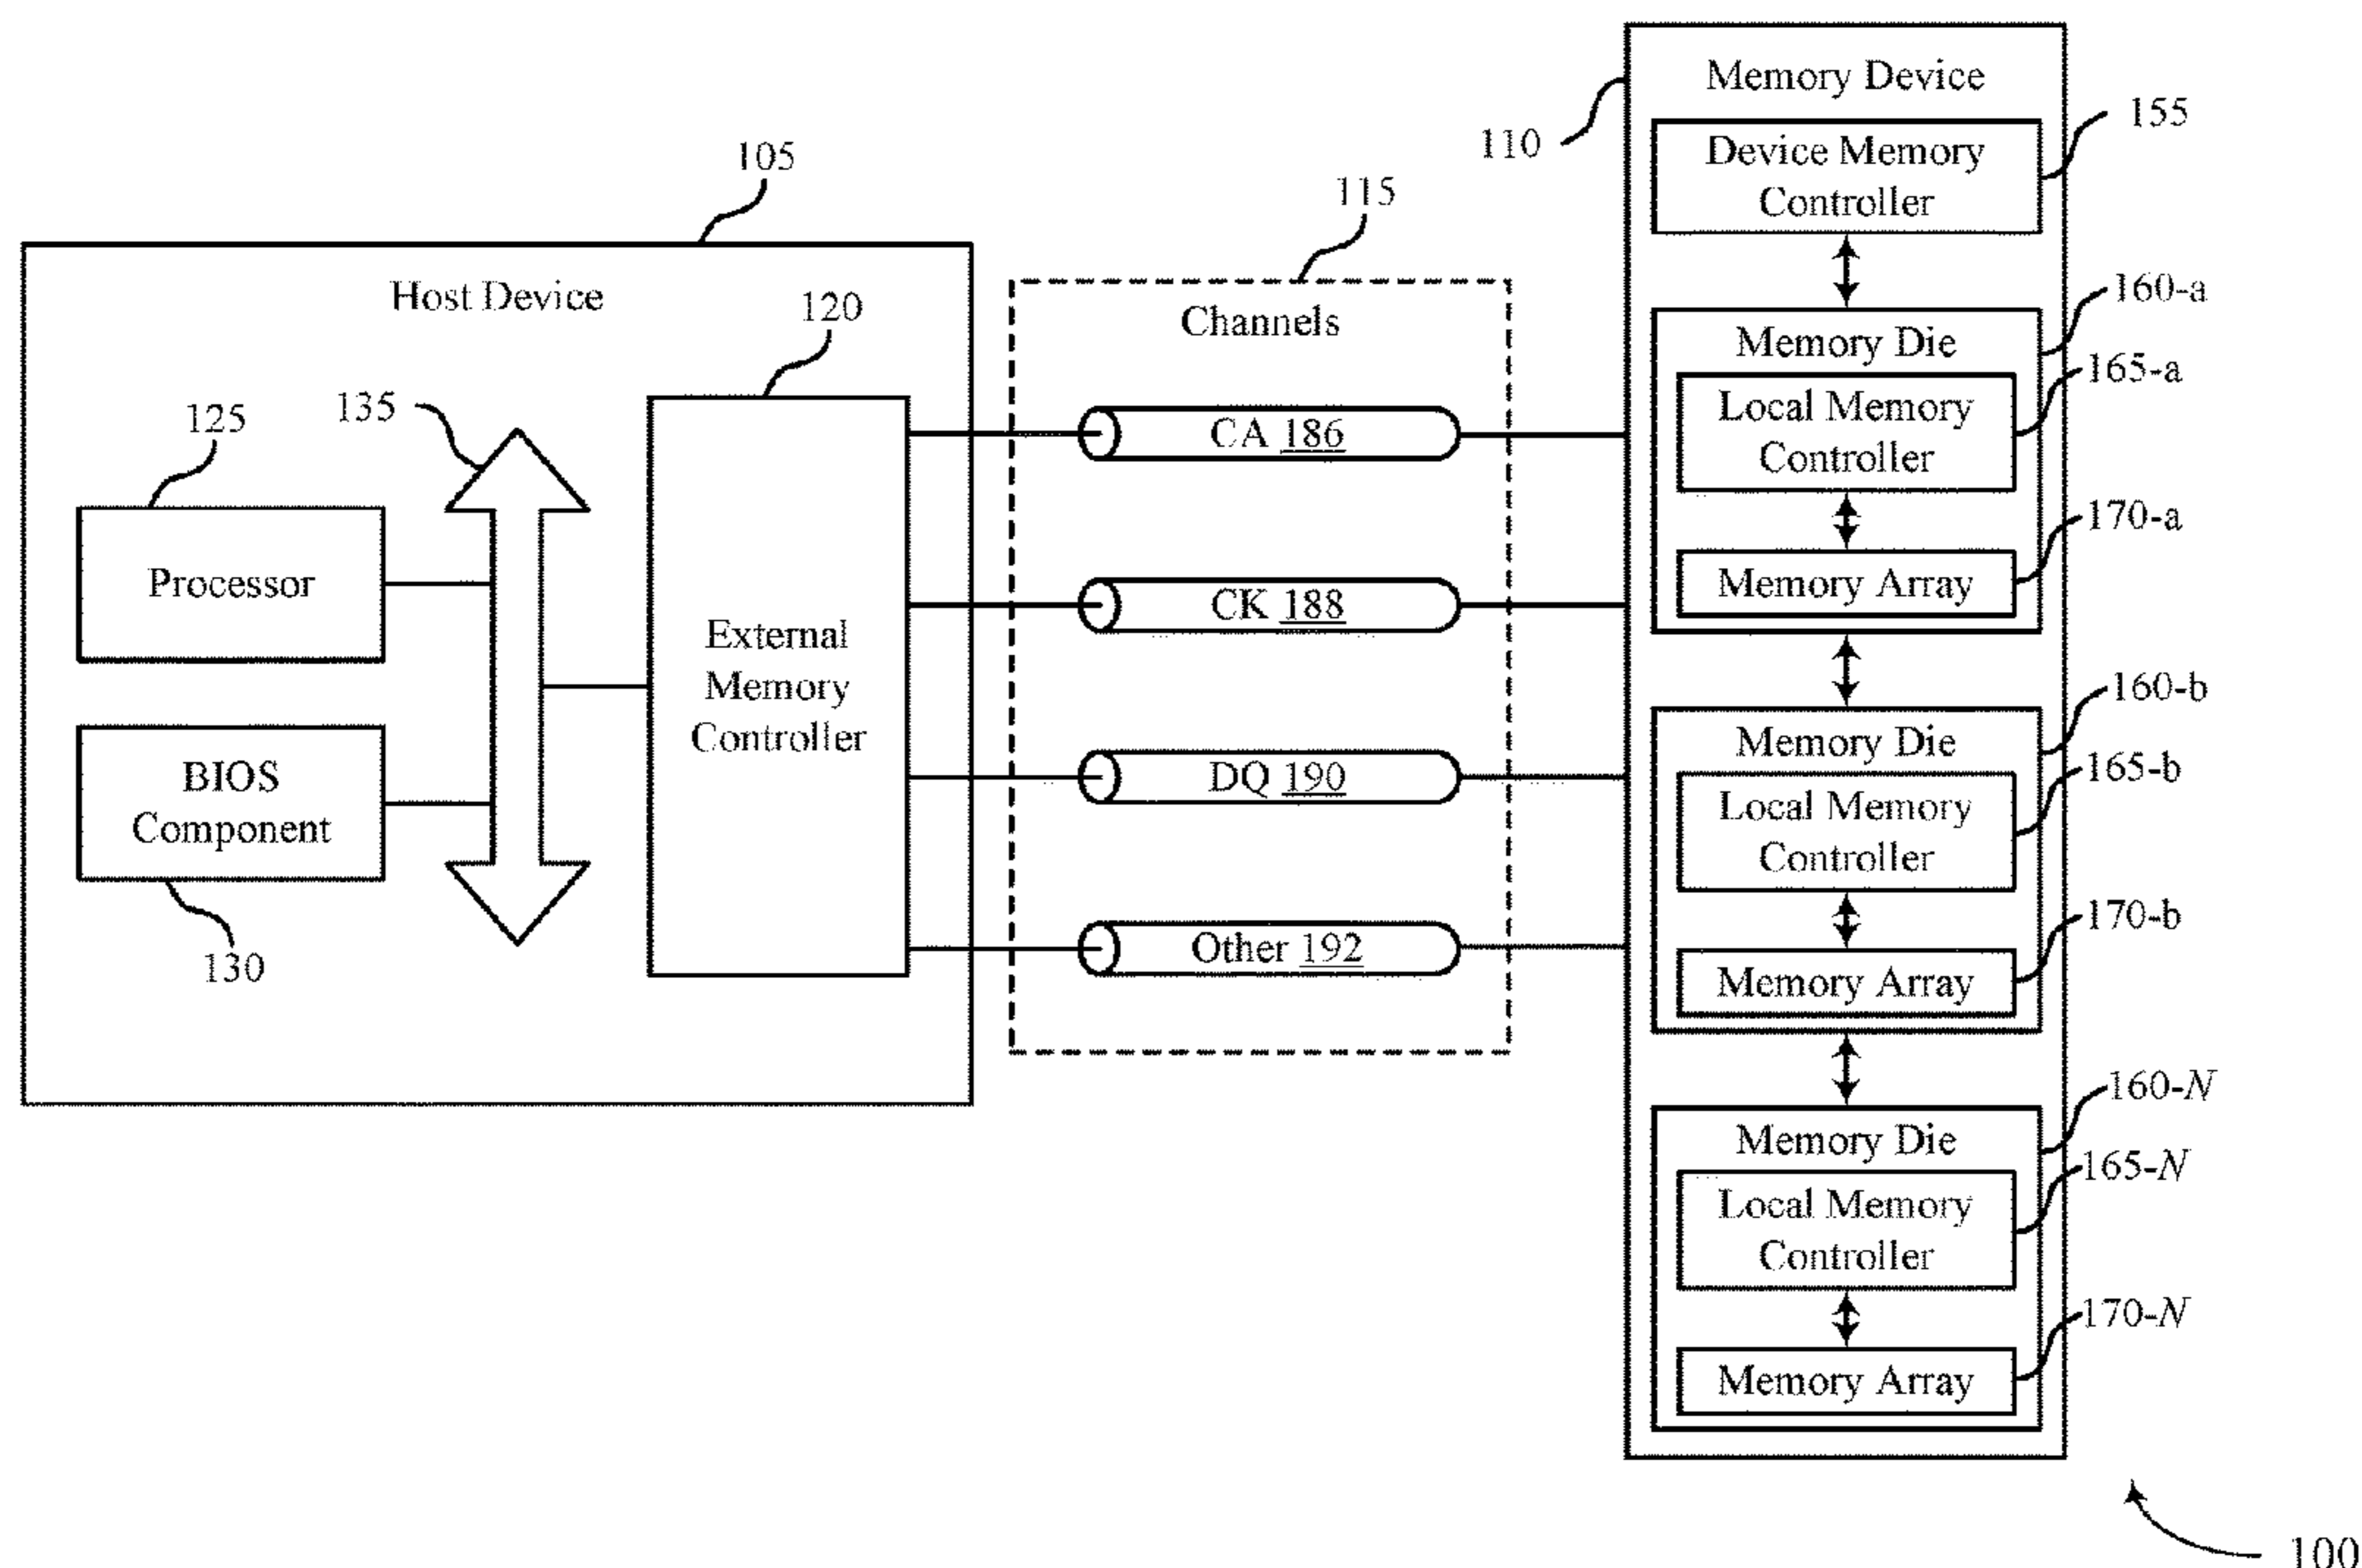 105
Host Device
120
125
135
Processor
BIOS
Component
130
External
Memory
Controller
115
Channels
CA 186
CK 188
DQ 190
Other 192
110
Memory Device
155
Device Memory
Controller
160-a
Memory Die
165-a
Local Memory
Controller
170-a
Memory Array
160-b
Memory Die
165-b
Local Memory
Controller
170-b
Memory Array
160-N
Memory Die
165-N
Local Memory
Controller
170-N
Memory Array
100